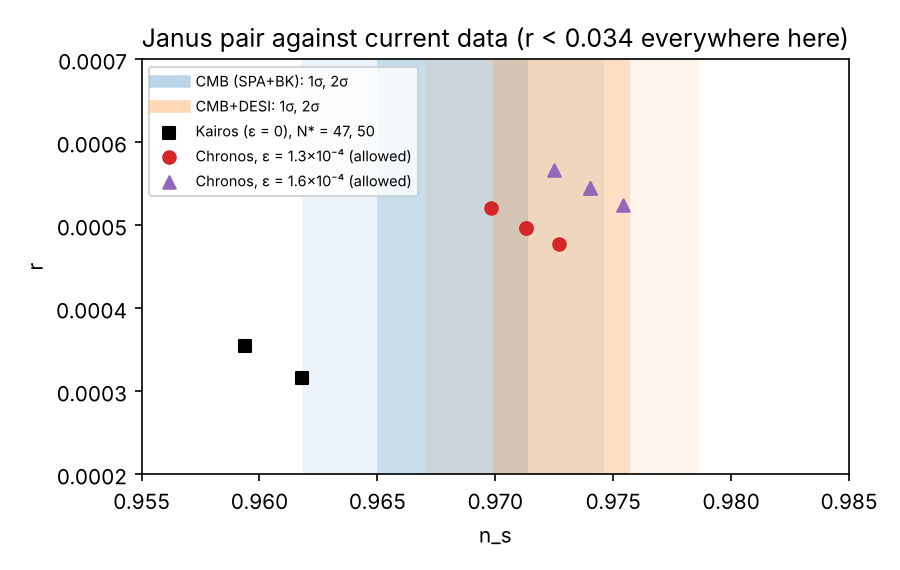 Janus pair against current data (r < 0.034 everywhere here)
0.0007
0.0006
0.0005
0.0004
0.0003
0.0002
r
CMB (SPA+BK): 1σ, 2σ
CMB+DESI: 1σ, 2σ
Kairos (ε = 0), N* = 47, 50
Chronos, ε = 1.3×10⁻⁴ (allowed)
Chronos, ε = 1.6×10⁻⁴ (allowed)
0.955 0.960 0.965 0.970 0.975 0.980 0.985
n_s